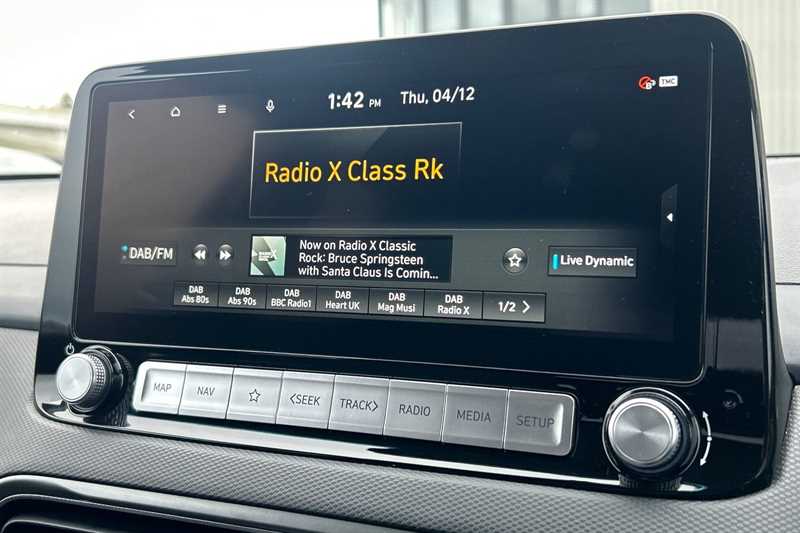 1:42 PM Thu, 04/12
TMC
Radio X Class Rk
DAB/FM
Now on Radio X Classic
Rock: Bruce Springsteen
with Santa Claus Is Comin...
Live Dynamic
DAB
Abs 80s
DAB
Abs 90s
DAB
BBC Radio1
DAB
Heart UK
DAB
Mag Musi
DAB
Radio X
1/2 >
MAP
NAV
<SEEK
TRACK>
RADIO
MEDIA
SETUP